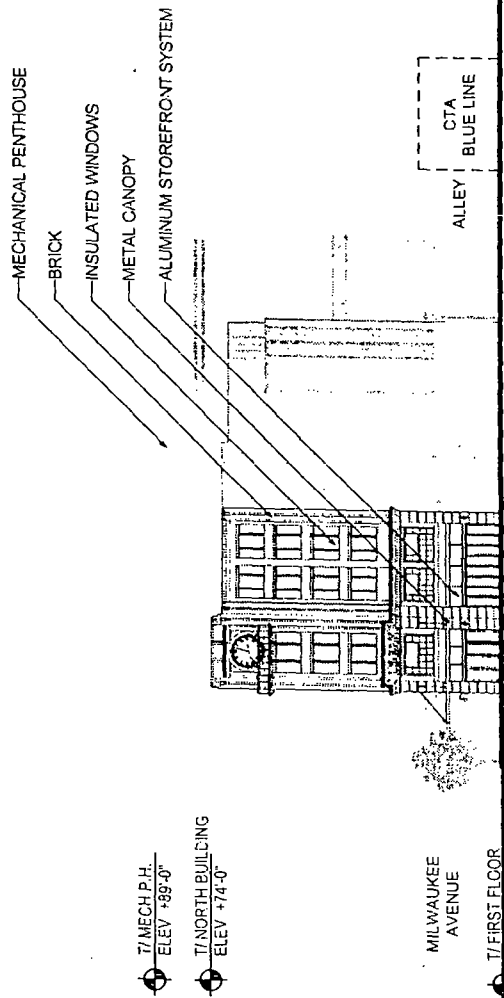 MECHANICAL PENTHOUSE
BRICK
INSULATED WINDOWS
METAL CANOPY
ALUMINUM STOREFRONT SYSTEM
T/ MECH P.H.
ELEV +89'-0"
T/ NORTH BUILDING
ELEV +74'-0"
MILWAUKEE
AVENUE
T/ FIRST FLOOR
ALLEY
CTA
BLUE LINE